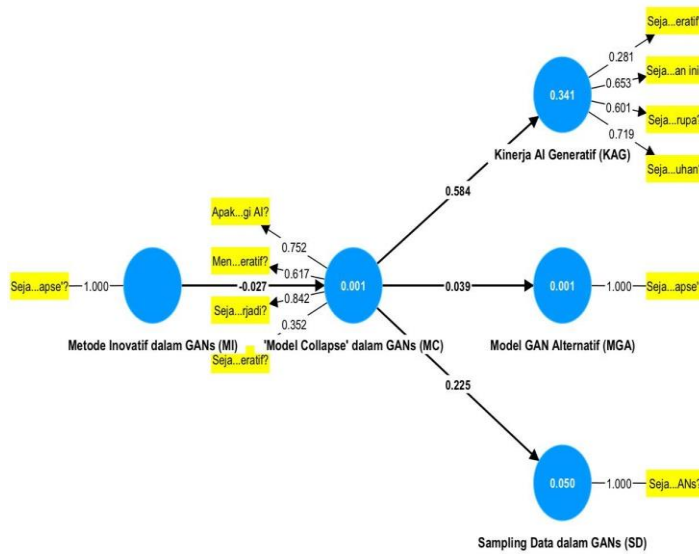 Seja...eratif
0.281
Seja...an ini
0.653
0.341
0.601
Seja...rupa'
0.719
Seja...uhan'
Kinerja AI Generatif (KAG)
0.584
Apak...gi AI?
0.752
Men...eratif?
0.617
Seja...apse'?
1.000
-0.027
0.001
0.039
0.001
1.000
Seja...apse'
0.842
Seja...rjadi?
0.352
Metode Inovatif dalam GANs (MI)
'Model Collapse' dalam GANs (MC)
Model GAN Alternatif (MGA)
Seja...eratif?
0.225
0.050
1.000
Seja...ANs?
Sampling Data dalam GANs (SD)